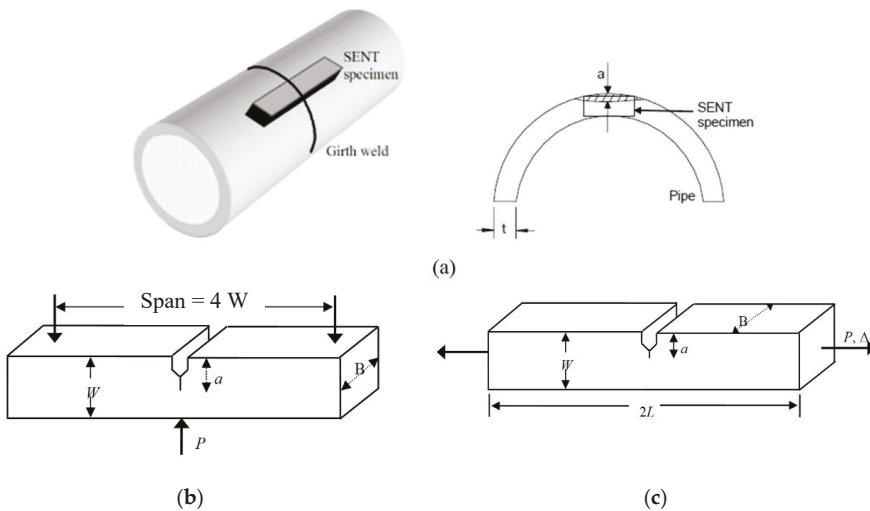 SENT
specimen
Girth weld
a
SENT
specimen
Pipe
t
(a)
Span = 4 W
W
a
B
P
(b)
B
P, Δ
W
a
2L
(c)